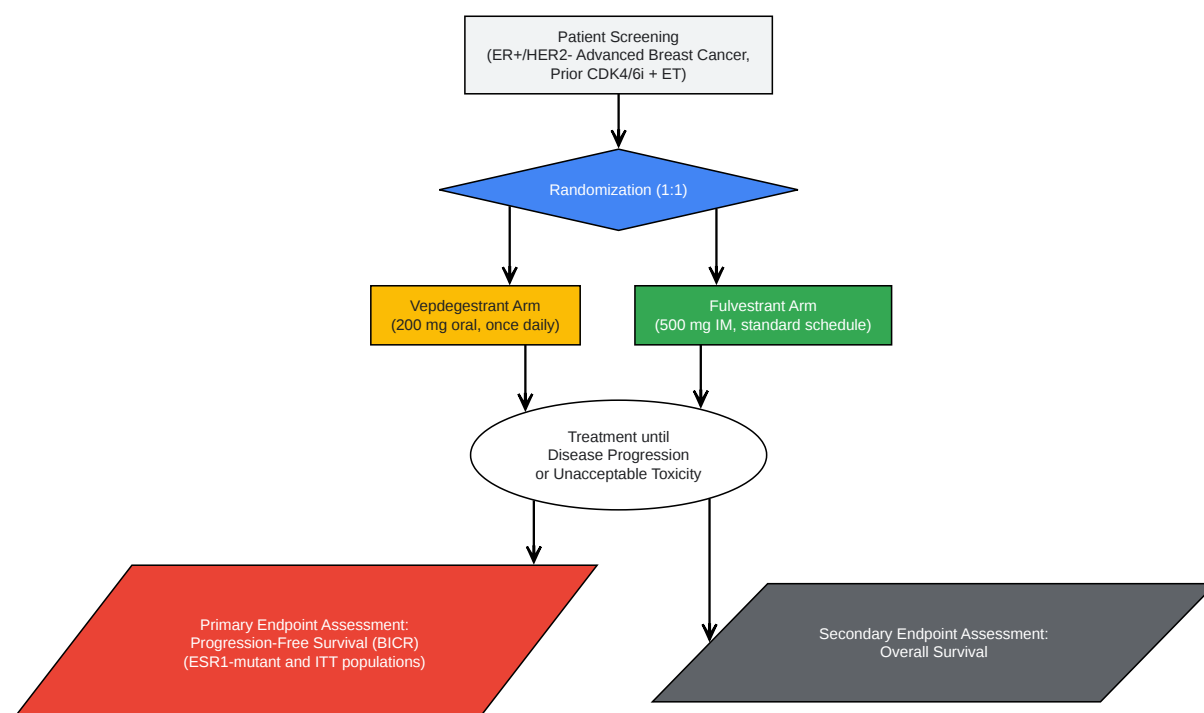 Patient Screening
(ER+/HER2- Advanced Breast Cancer,
Prior CDK4/6i + ET)
Randomization (1:1)
Vepdegestrant Arm
(200 mg oral, once daily)
Fulvestrant Arm
(500 mg IM, standard schedule)
Treatment until
Disease Progression
or Unacceptable Toxicity
Primary Endpoint Assessment:
Progression-Free Survival (BICR)
(ESR1-mutant and ITT populations)
Secondary Endpoint Assessment:
Overall Survival